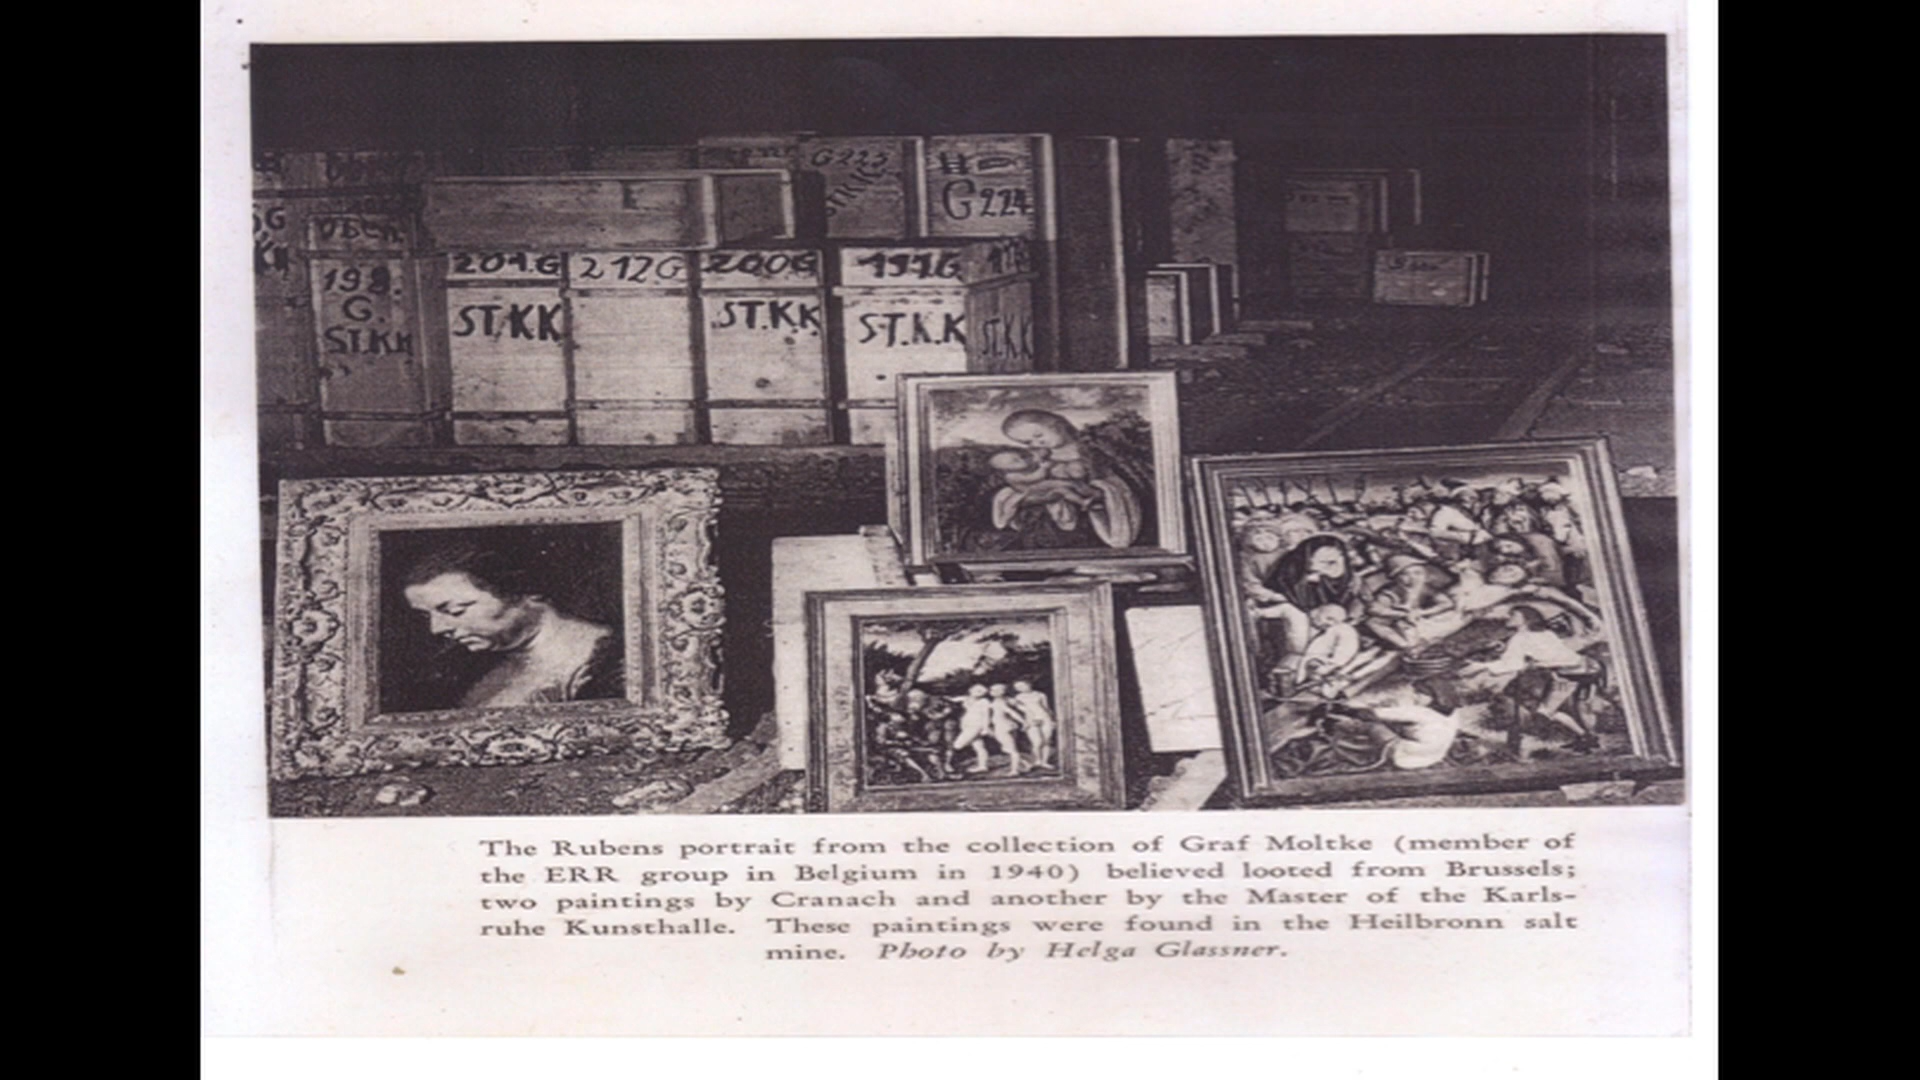 G225
STKK
G224
201.G
212G
200G
197.G
198.
G.
ST.KK
ST.KK
ST.KK
ST.K.K
ST.KK
The Rubens portrait from the collection of Graf Moltke (member of
the ERR group in Belgium in 1940) believed looted from Brussels;
two paintings by Cranach and another by the Master of the Karls-
ruhe Kunsthalle. These paintings were found in the Heilbronn salt
mine. Photo by Helga Glassner.